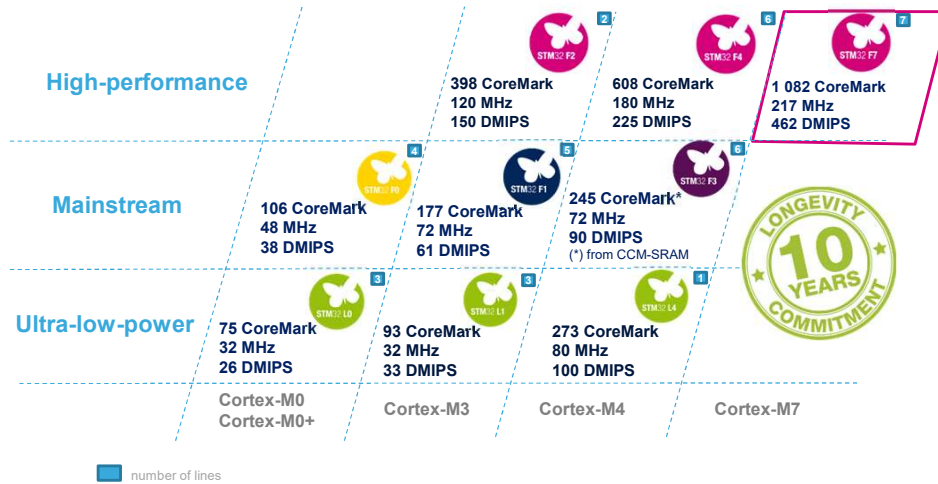 High-performance
2
STM32 F2
398 CoreMark
120 MHz
150 DMIPS
6
STM32 F4
608 CoreMark
180 MHz
225 DMIPS
7
STM32 F7
1 082 CoreMark
217 MHz
462 DMIPS
Mainstream
4
STM32 F0
106 CoreMark
48 MHz
38 DMIPS
5
STM32 F1
177 CoreMark
72 MHz
61 DMIPS
6
STM32 F3
245 CoreMark*
72 MHz
90 DMIPS
(*) from CCM-SRAM
LONGEVITY
10
YEARS
COMMITMENT
Ultra-low-power
3
STM32 L0
75 CoreMark
32 MHz
26 DMIPS
3
STM32 L1
93 CoreMark
32 MHz
33 DMIPS
1
STM32 L4
273 CoreMark
80 MHz
100 DMIPS
Cortex-M0
Cortex-M0+
Cortex-M3
Cortex-M4
Cortex-M7
number of lines